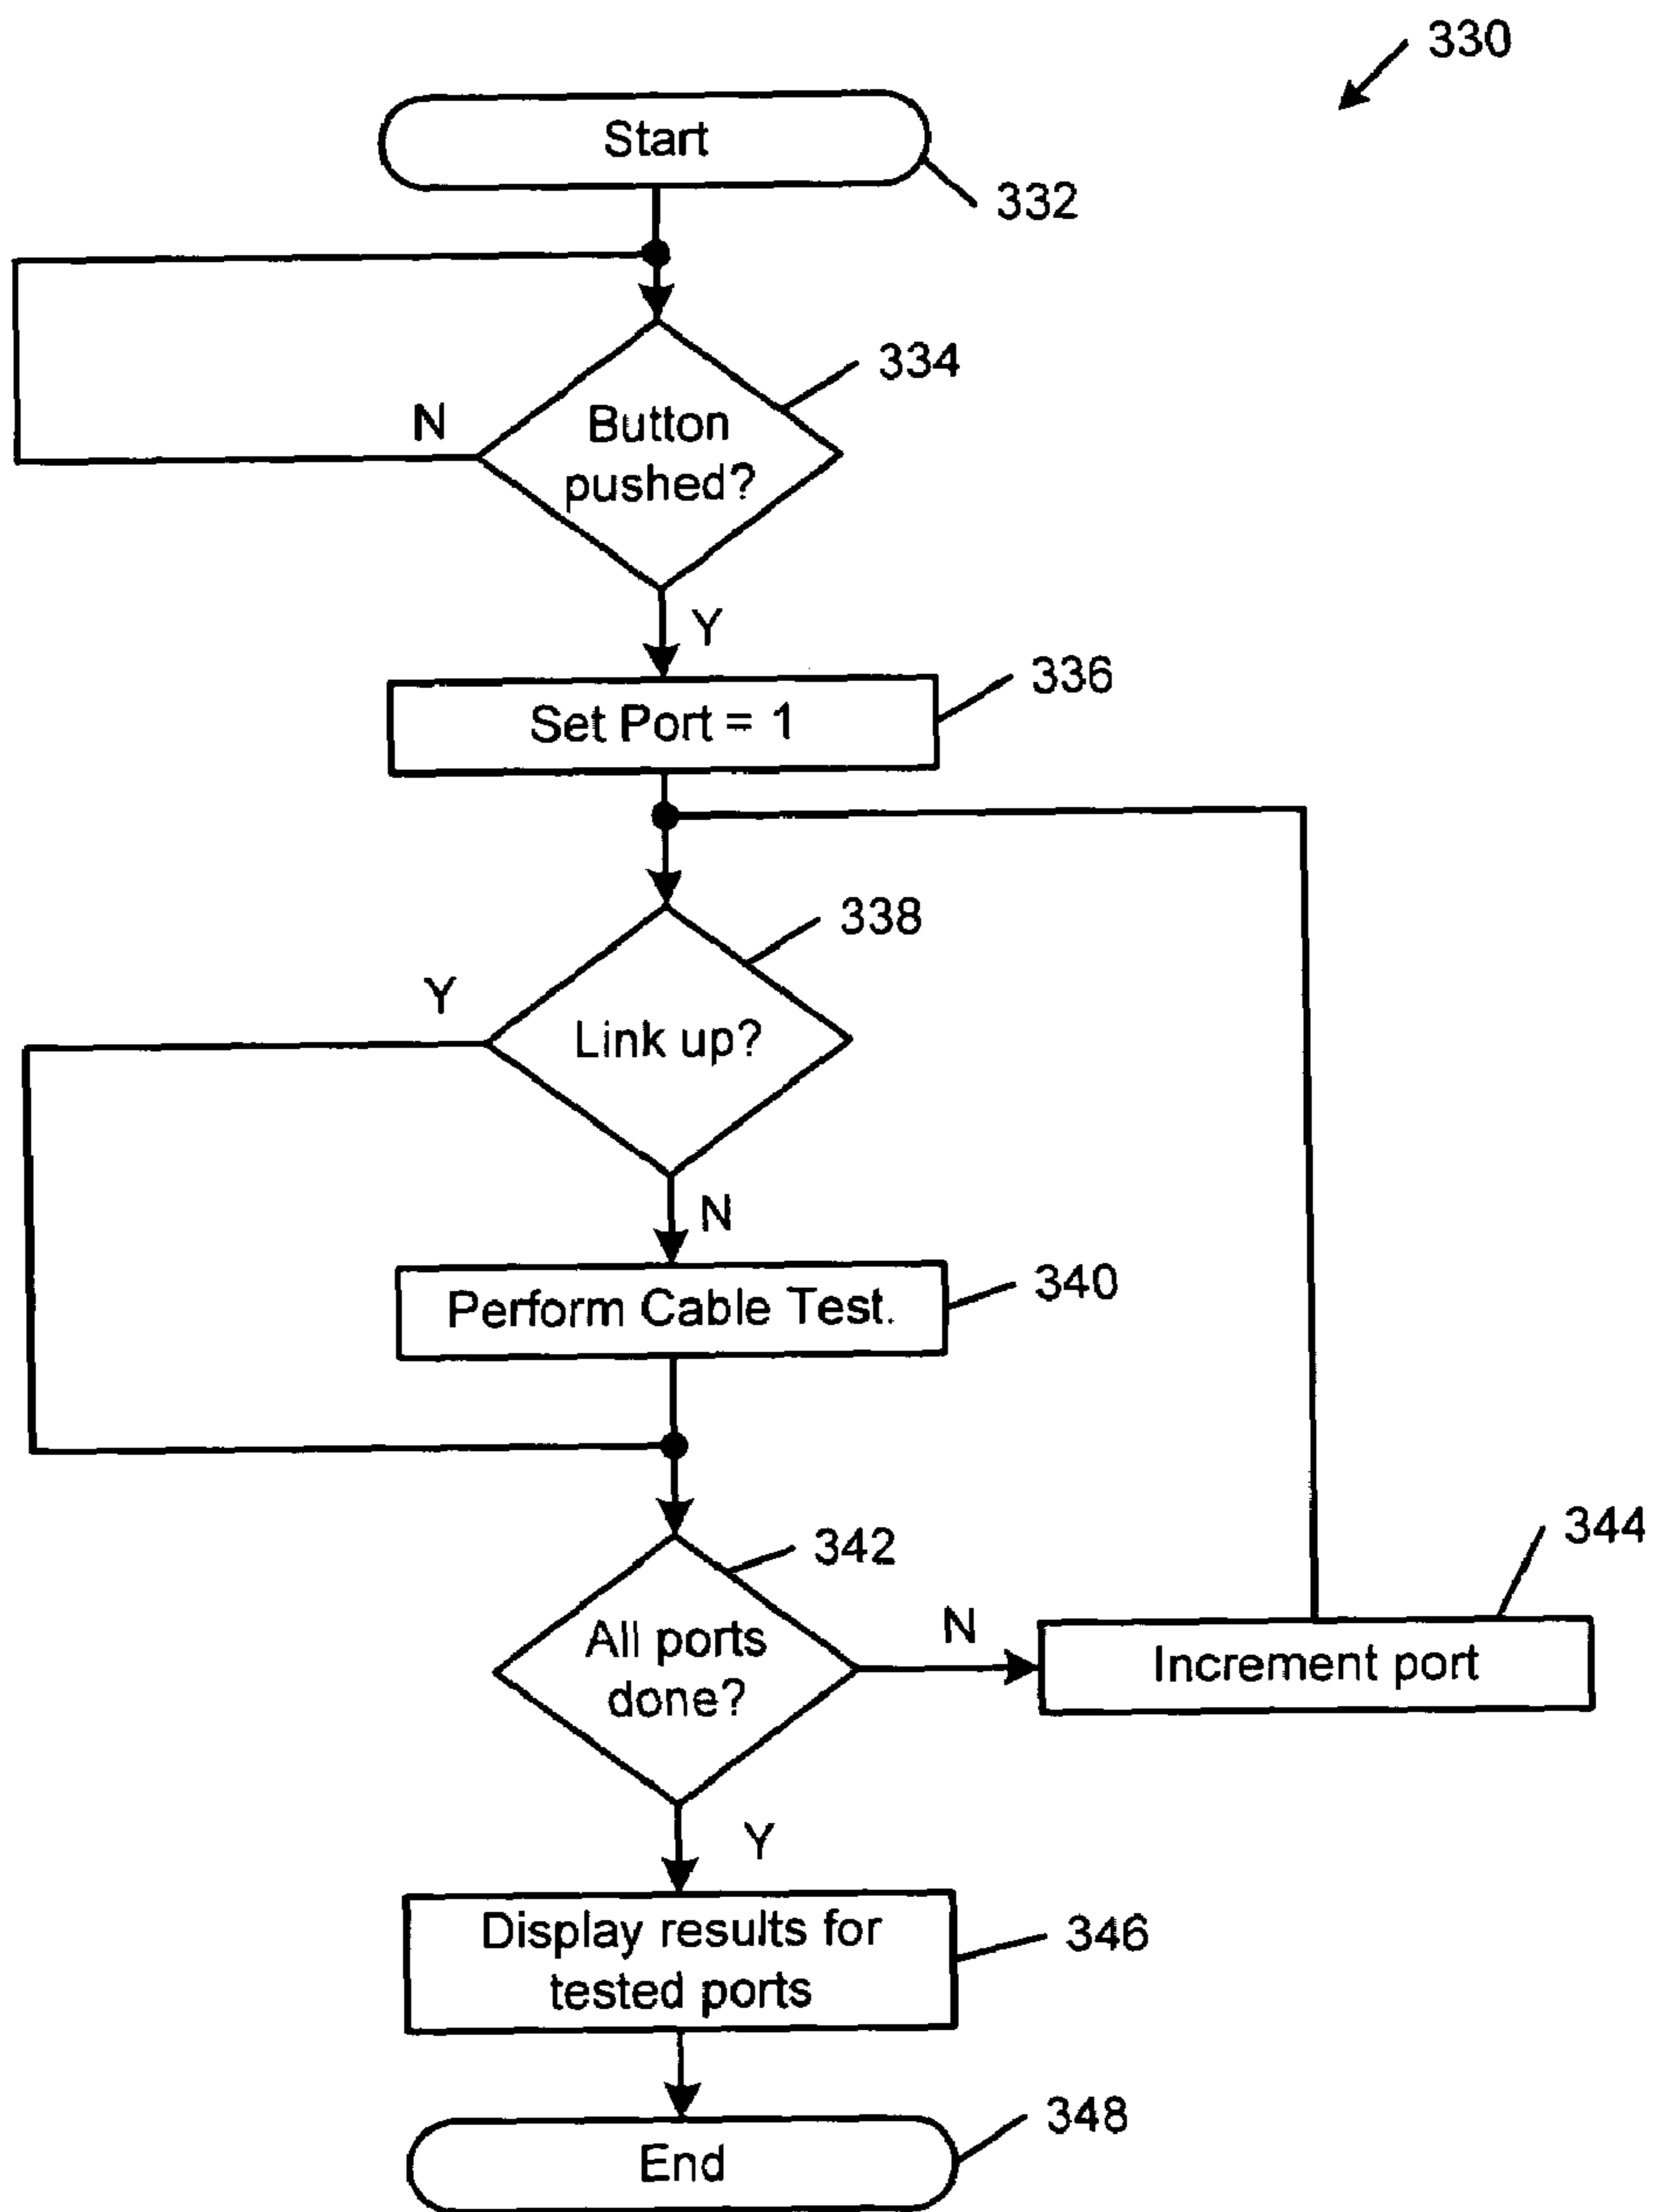 330
Start
332
334
N
Button
pushed?
Y
336
Set Port = 1
338
Y
Link up?
N
340
Perform Cable Test.
342
344
All ports
done?
N
Increment port
Y
Display results for
tested ports
346
348
End